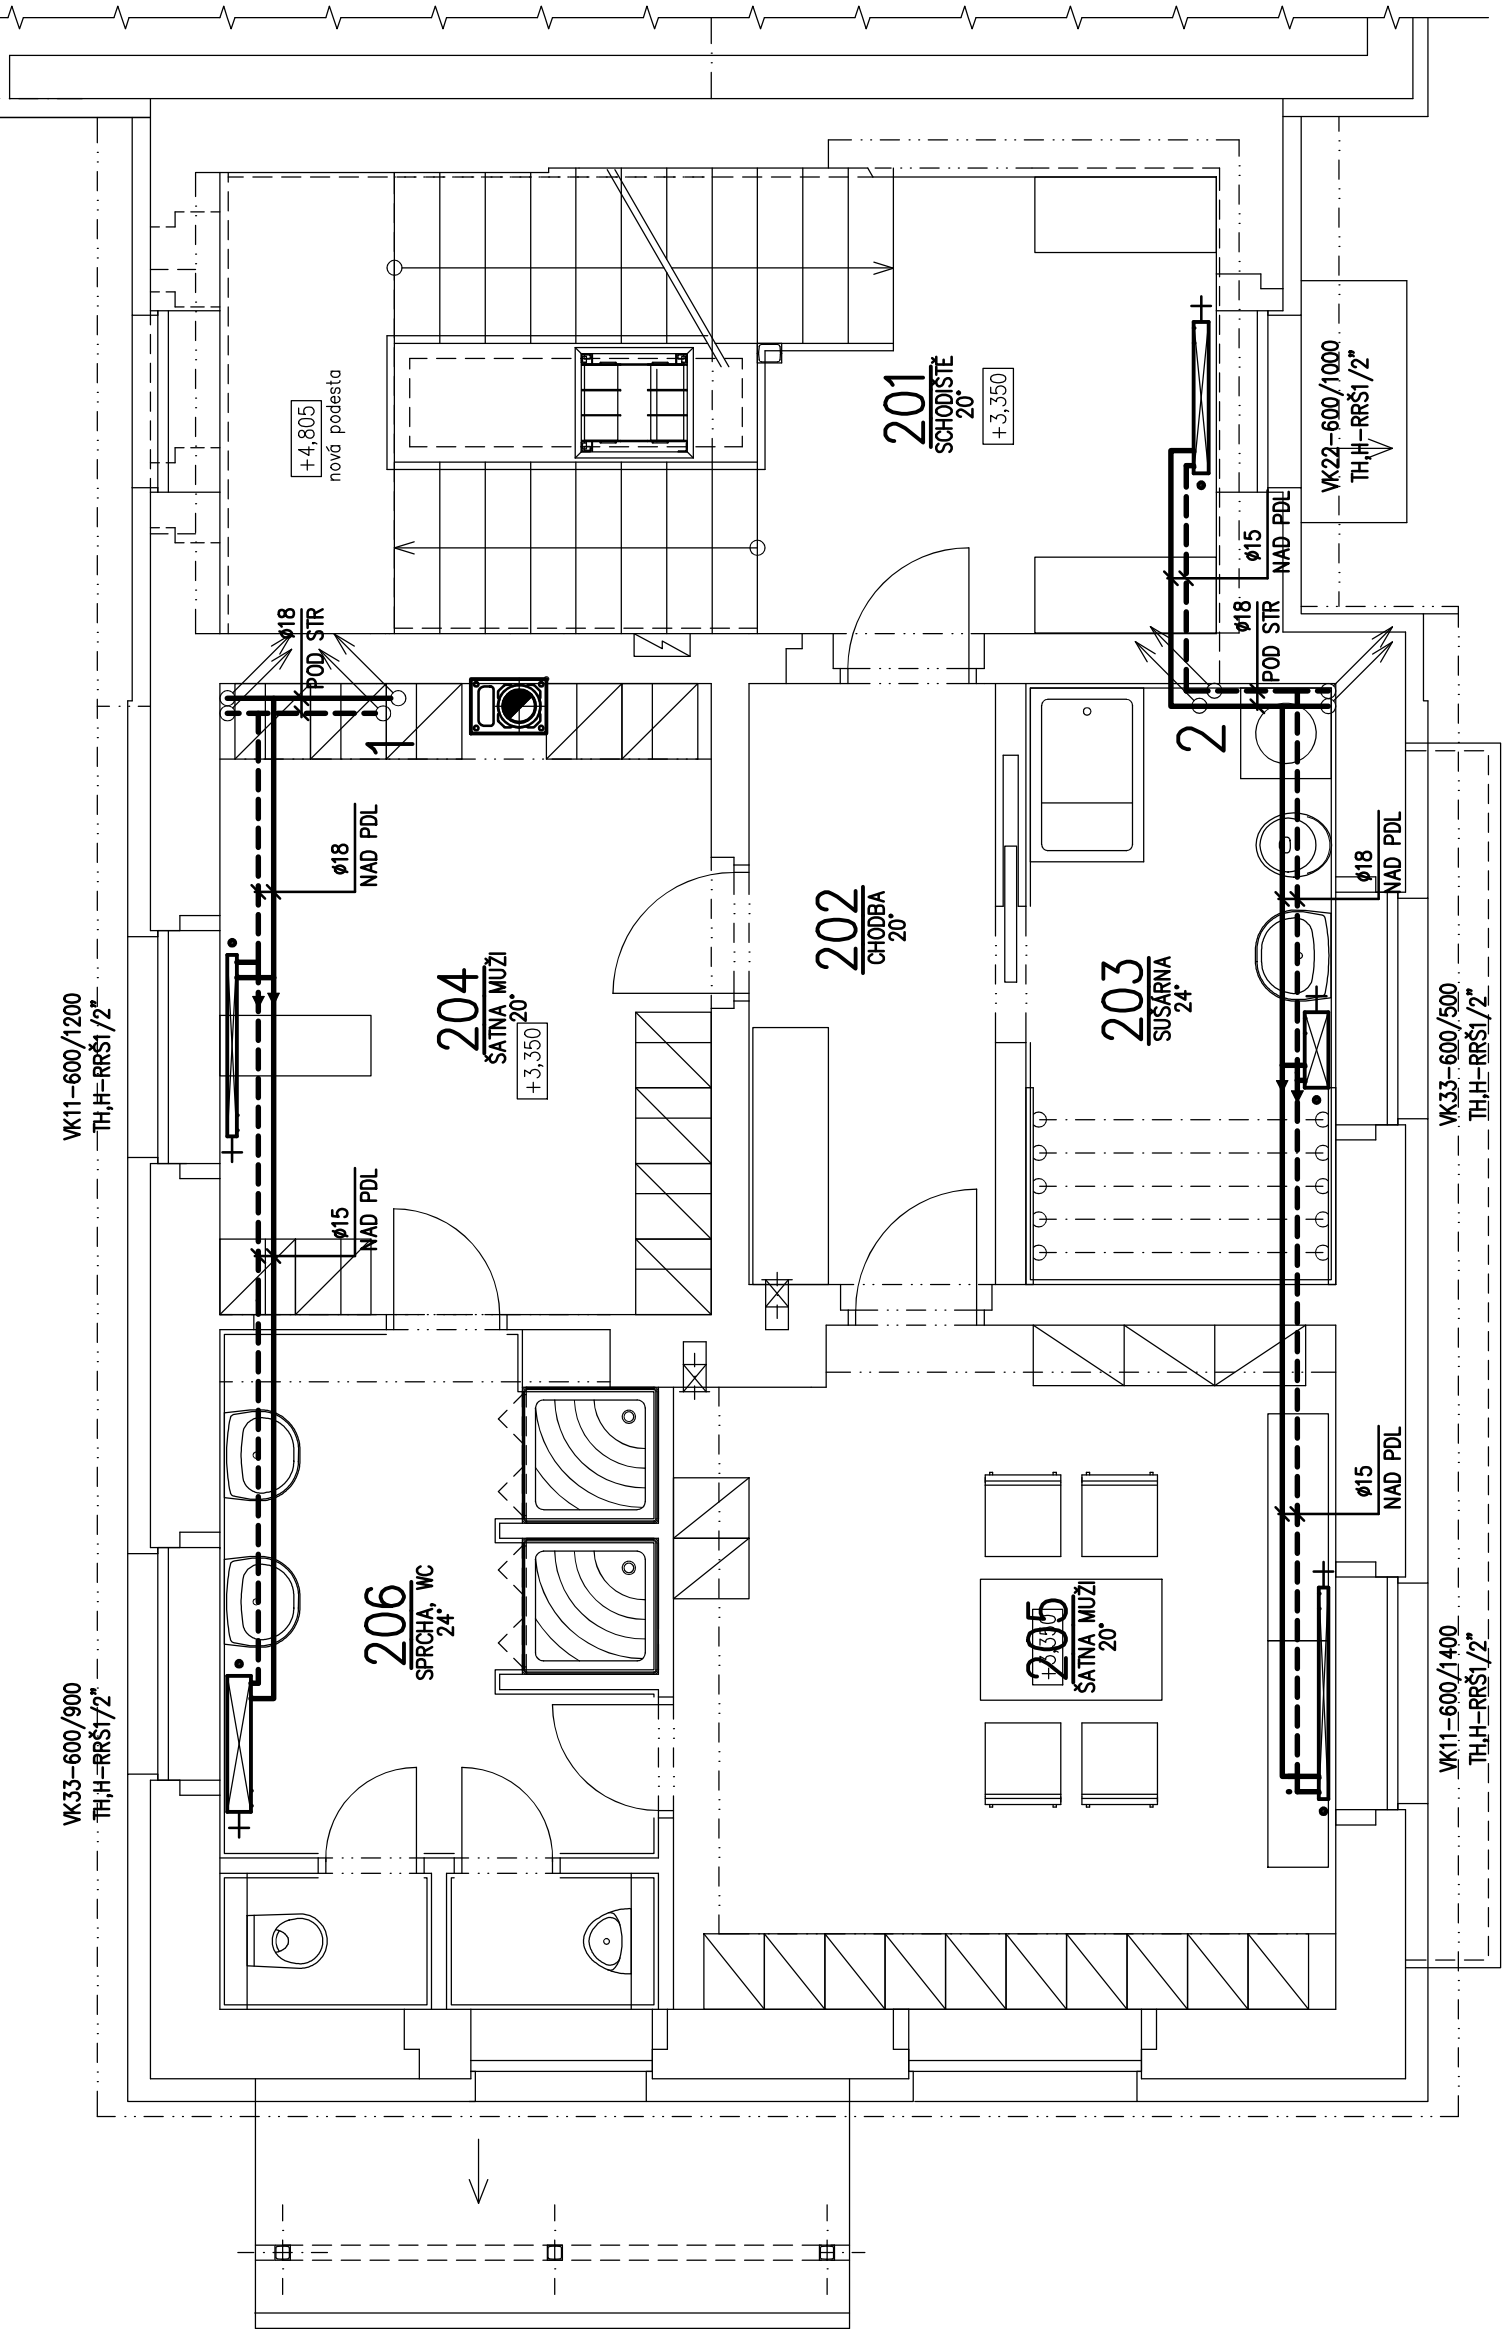 +4,805
nová podesta
201
SCHODIŠTĚ
20°
+3,350
VK22-600/1000
TH,H-RRŠ1/2"
ø15
NAD PDL
ø18
POD STR
ø18
POD STR
1
2
ø18
NAD PDL
ø18
NAD PDL
202
CHODBA
20°
203
SUŠÁRNA
24°
204
ŠATNA MUŽI
20°
+3,350
VK11-600/1200
TH,H-RRŠ1/2"
VK33-600/500
TH,H-RRŠ1/2"
ø15
NAD PDL
ø15
NAD PDL
206
SPRCHA, WC
24°
205
ŠATNA MUŽI
20°
+3,350
VK33-600/900
TH,H-RRŠ1/2"
VK11-600/1400
TH,H-RRŠ1/2"